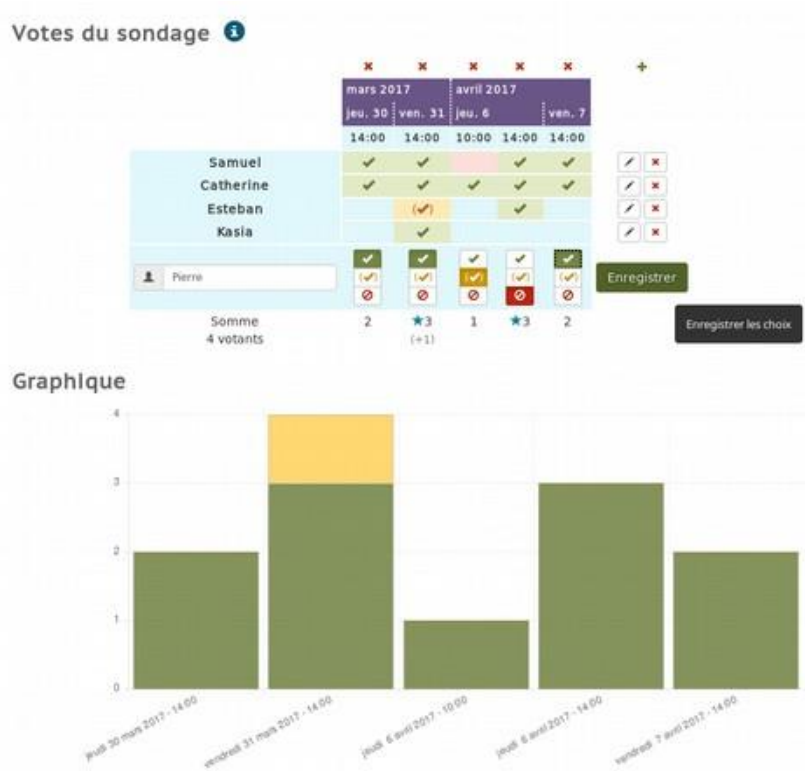 Votes du sondage
mars 2017 avril 2017
jeu. 30 ven. 31 jeu. 6 ven. 7
14:00 14:00 10:00 14:00 14:00
Samuel
Catherine
Esteban (✔)
Kasia
Pierre Enregistrer
Somme 2 ★3 1 ★3 2
4 votants (+1)
Enregistrer les choix
Graphique
4
3
2
1
0
jeudi 30 mars 2017 - 14:00
vendredi 31 mars 2017 - 14:00
jeudi 6 avril 2017 - 10:00
jeudi 6 avril 2017 - 14:00
vendredi 7 avril 2017 - 14:00